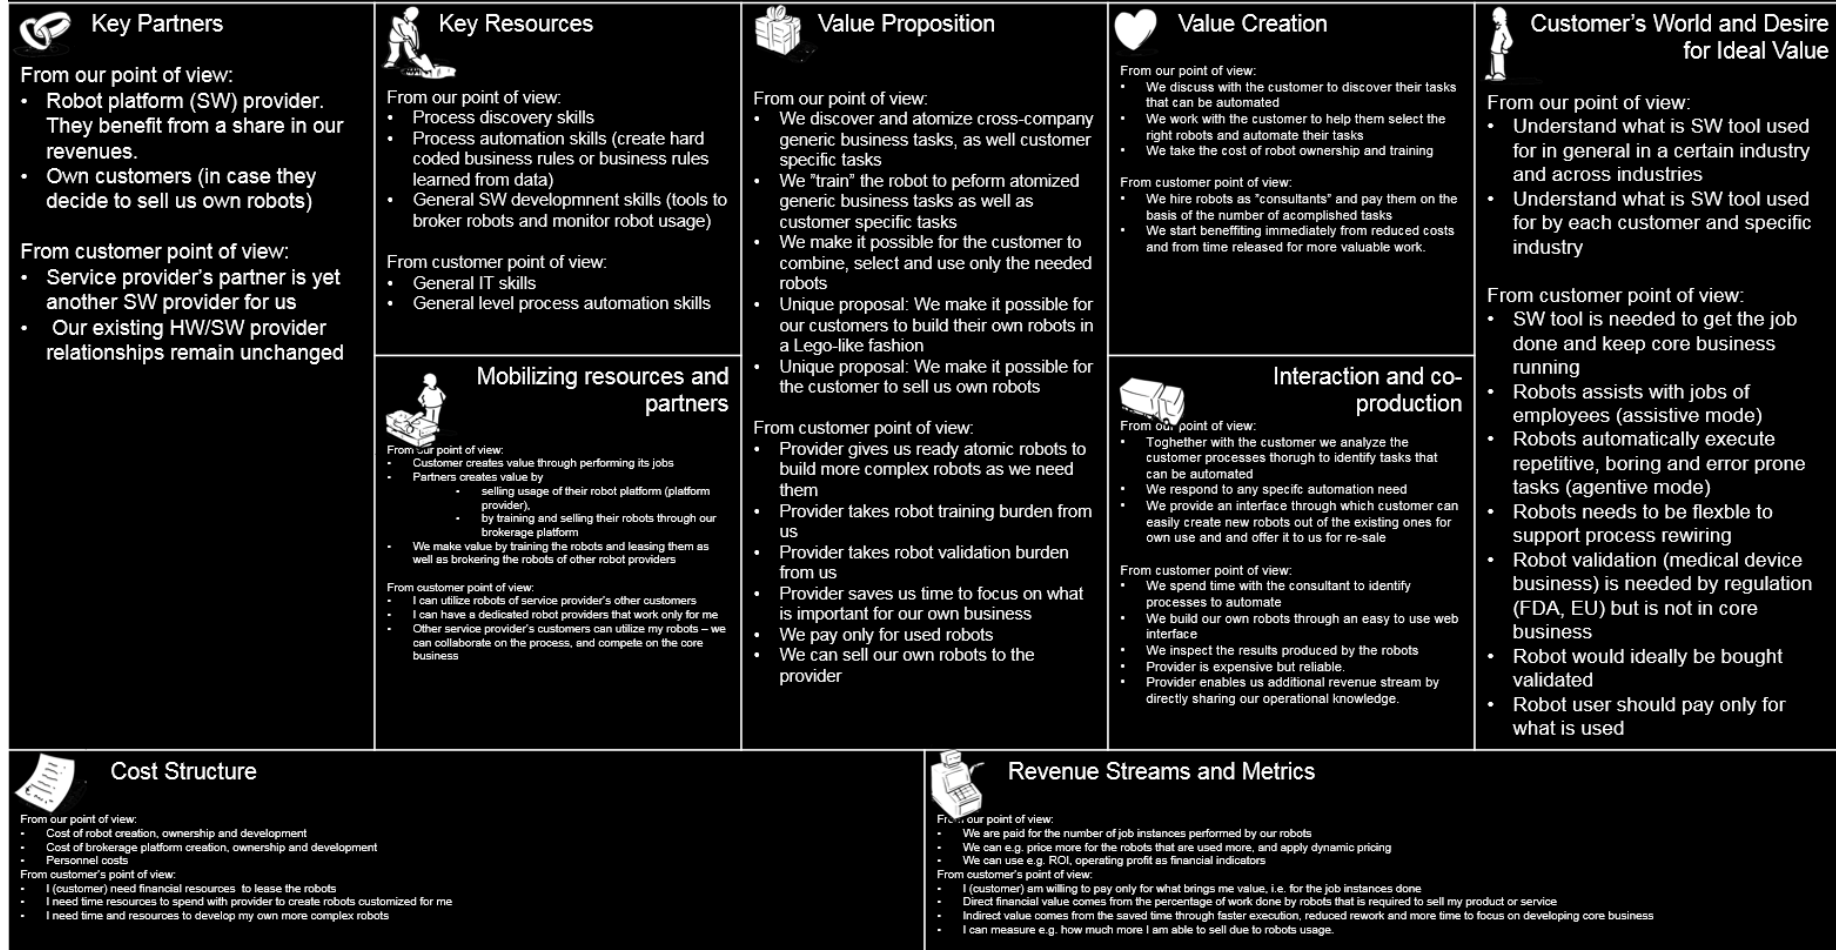 Key Partners
From our point of view:
• Robot platform (SW) provider.
They benefit from a share in our
revenues.
• Own customers (in case they
decide to sell us own robots)
From customer point of view:
• Service provider's partner is yet
another SW provider for us
• Our existing HW/SW provider
relationships remain unchanged
Key Resources
From our point of view:
• Process discovery skills
• Process automation skills (create hard
coded business rules or business rules
learned from data)
• General SW developmnent skills (tools to
broker robots and monitor robot usage)
From customer point of view:
• General IT skills
• General level process automation skills
Mobilizing resources and
partners
From our point of view:
• Customer creates value through performing its jobs
• Partners creates value by
• selling usage of their robot platform (platform
provider),
• by training and selling their robots through our
brokerage platform
• We make value by training the robots and leasing them as
well as brokering the robots of other robot providers
From customer point of view:
• I can utilize robots of service provider's other customers
• I can have a dedicated robot providers that work only for me
• Other service provider's customers can utilize my robots – we
can collaborate on the process, and compete on the core
business
Value Proposition
From our point of view:
• We discover and atomize cross-company
generic business tasks, as well customer
specific tasks
• We ”train” the robot to peform atomized
generic business tasks as well as
customer specific tasks
• We make it possible for the customer to
combine, select and use only the needed
robots
• Unique proposal: We make it possible for
our customers to build their own robots in
a Lego-like fashion
• Unique proposal: We make it possible for
the customer to sell us own robots
From customer point of view:
• Provider gives us ready atomic robots to
build more complex robots as we need
them
• Provider takes robot training burden from
us
• Provider takes robot validation burden
from us
• Provider saves us time to focus on what
is important for our own business
• We pay only for used robots
• We can sell our own robots to the
provider
Value Creation
From our point of view:
• We discuss with the customer to discover their tasks
that can be automated
• We work with the customer to help them select the
right robots and automate their tasks
• We take the cost of robot ownership and training
From customer point of view:
• We hire robots as ”consultants” and pay them on the
basis of the number of acomplished tasks
• We start beneffiting immediately from reduced costs
and from time released for more valuable work.
Interaction and co-
production
From our point of view:
• Toghether with the customer we analyze the
customer processes thorugh to identify tasks that
can be automated
• We respond to any specifc automation need
• We provide an interface through which customer can
easily create new robots out of the existing ones for
own use and and offer it to us for re-sale
From customer point of view:
• We spend time with the consultant to identify
processes to automate
• We build our own robots through an easy to use web
interface
• We inspect the results produced by the robots
• Provider is expensive but reliable.
• Provider enables us additional revenue stream by
directly sharing our operational knowledge.
Customer's World and Desire
for Ideal Value
From our point of view:
• Understand what is SW tool used
for in general in a certain industry
and across industries
• Understand what is SW tool used
for by each customer and specific
industry
From customer point of view:
• SW tool is needed to get the job
done and keep core business
running
• Robots assists with jobs of
employees (assistive mode)
• Robots automatically execute
repetitive, boring and error prone
tasks (agentive mode)
• Robots needs to be flexble to
support process rewiring
• Robot validation (medical device
business) is needed by regulation
(FDA, EU) but is not in core
business
• Robot would ideally be bought
validated
• Robot user should pay only for
what is used
Cost Structure
From our point of view:
• Cost of robot creation, ownership and development
• Cost of brokerage platform creation, ownership and development
• Personnel costs
From customer's point of view:
• I (customer) need financial resources to lease the robots
• I need time resources to spend with provider to create robots customized for me
• I need time and resources to develop my own more complex robots
Revenue Streams and Metrics
From our point of view:
• We are paid for the number of job instances performed by our robots
• We can e.g. price more for the robots that are used more, and apply dynamic pricing
• We can use e.g. ROI, operating profit as financial indicators
From customer's point of view:
• I (customer) am willing to pay only for what brings me value, i.e. for the job instances done
• Direct financial value comes from the percentage of work done by robots that is required to sell my product or service
• Indirect value comes from the saved time through faster execution, reduced rework and more time to focus on developing core business
• I can measure e.g. how much more I am able to sell due to robots usage.